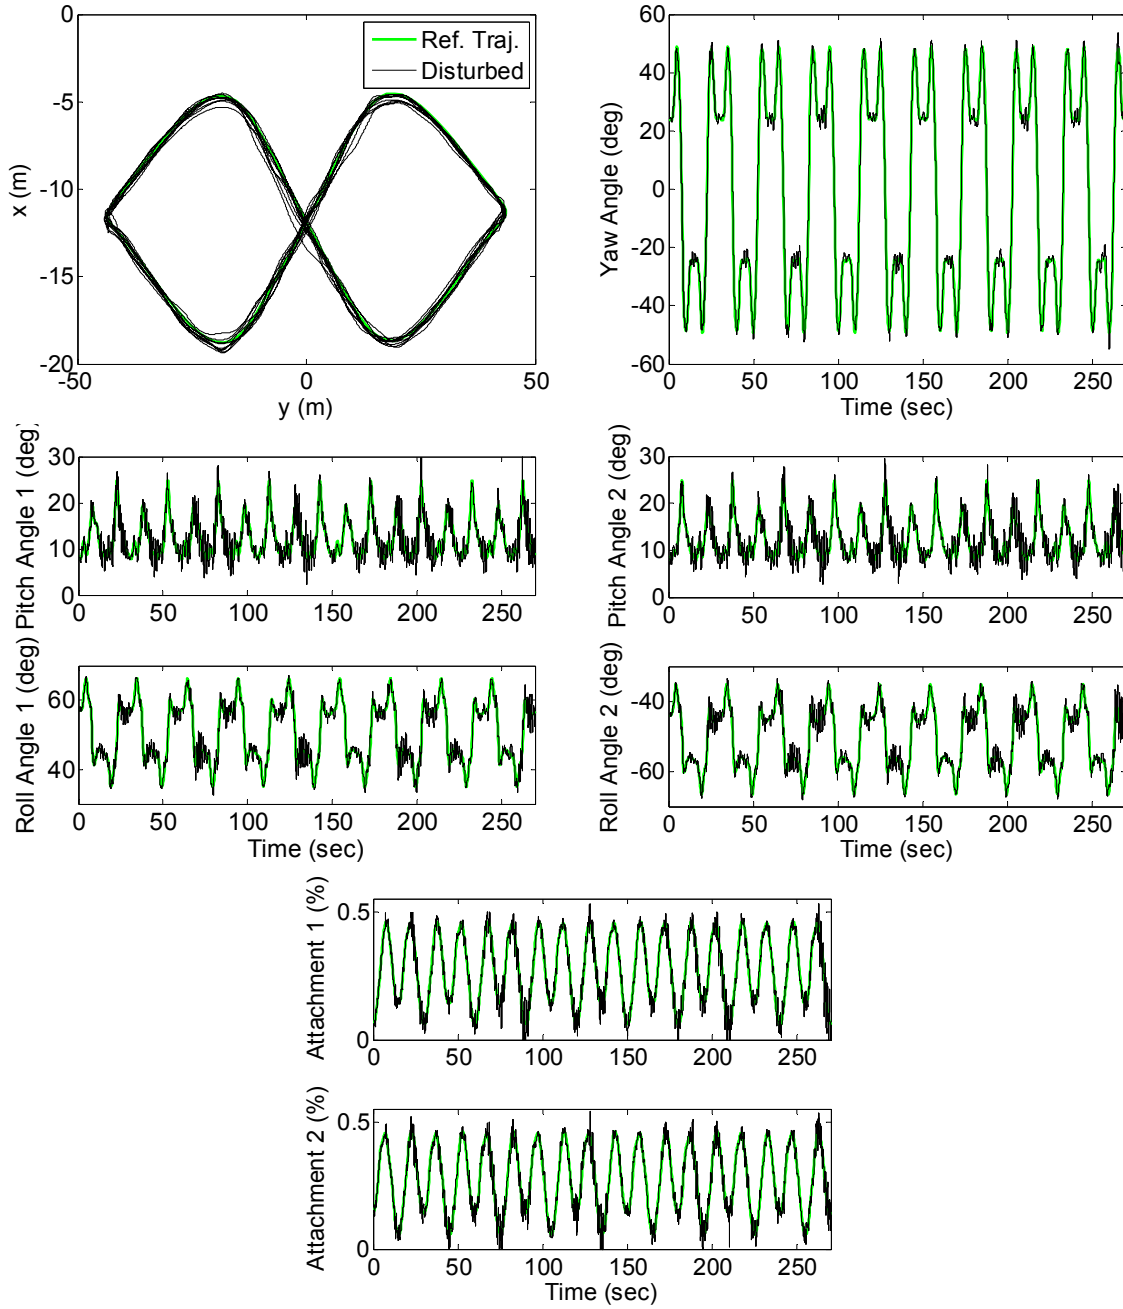 0
-5
-10
-15
-20
x (m)
Ref. Traj.
Disturbed
-50 0 50
y (m)
60
40
20
0
-20
-40
-60
Yaw Angle (deg)
0 50 100 150 200 250
Time (sec)
30
20
10
0
Pitch Angle 1 (deg)
0 50 100 150 200 250
30
20
10
0
Pitch Angle 2 (deg)
0 50 100 150 200 250
60
40
Roll Angle 1 (deg)
0 50 100 150 200 250
Time (sec)
-40
-60
Roll Angle 2 (deg)
0 50 100 150 200 250
Time (sec)
0.5
0
Attachment 1 (%)
0 50 100 150 200 250
0.5
0
Attachment 2 (%)
0 50 100 150 200 250
Time (sec)